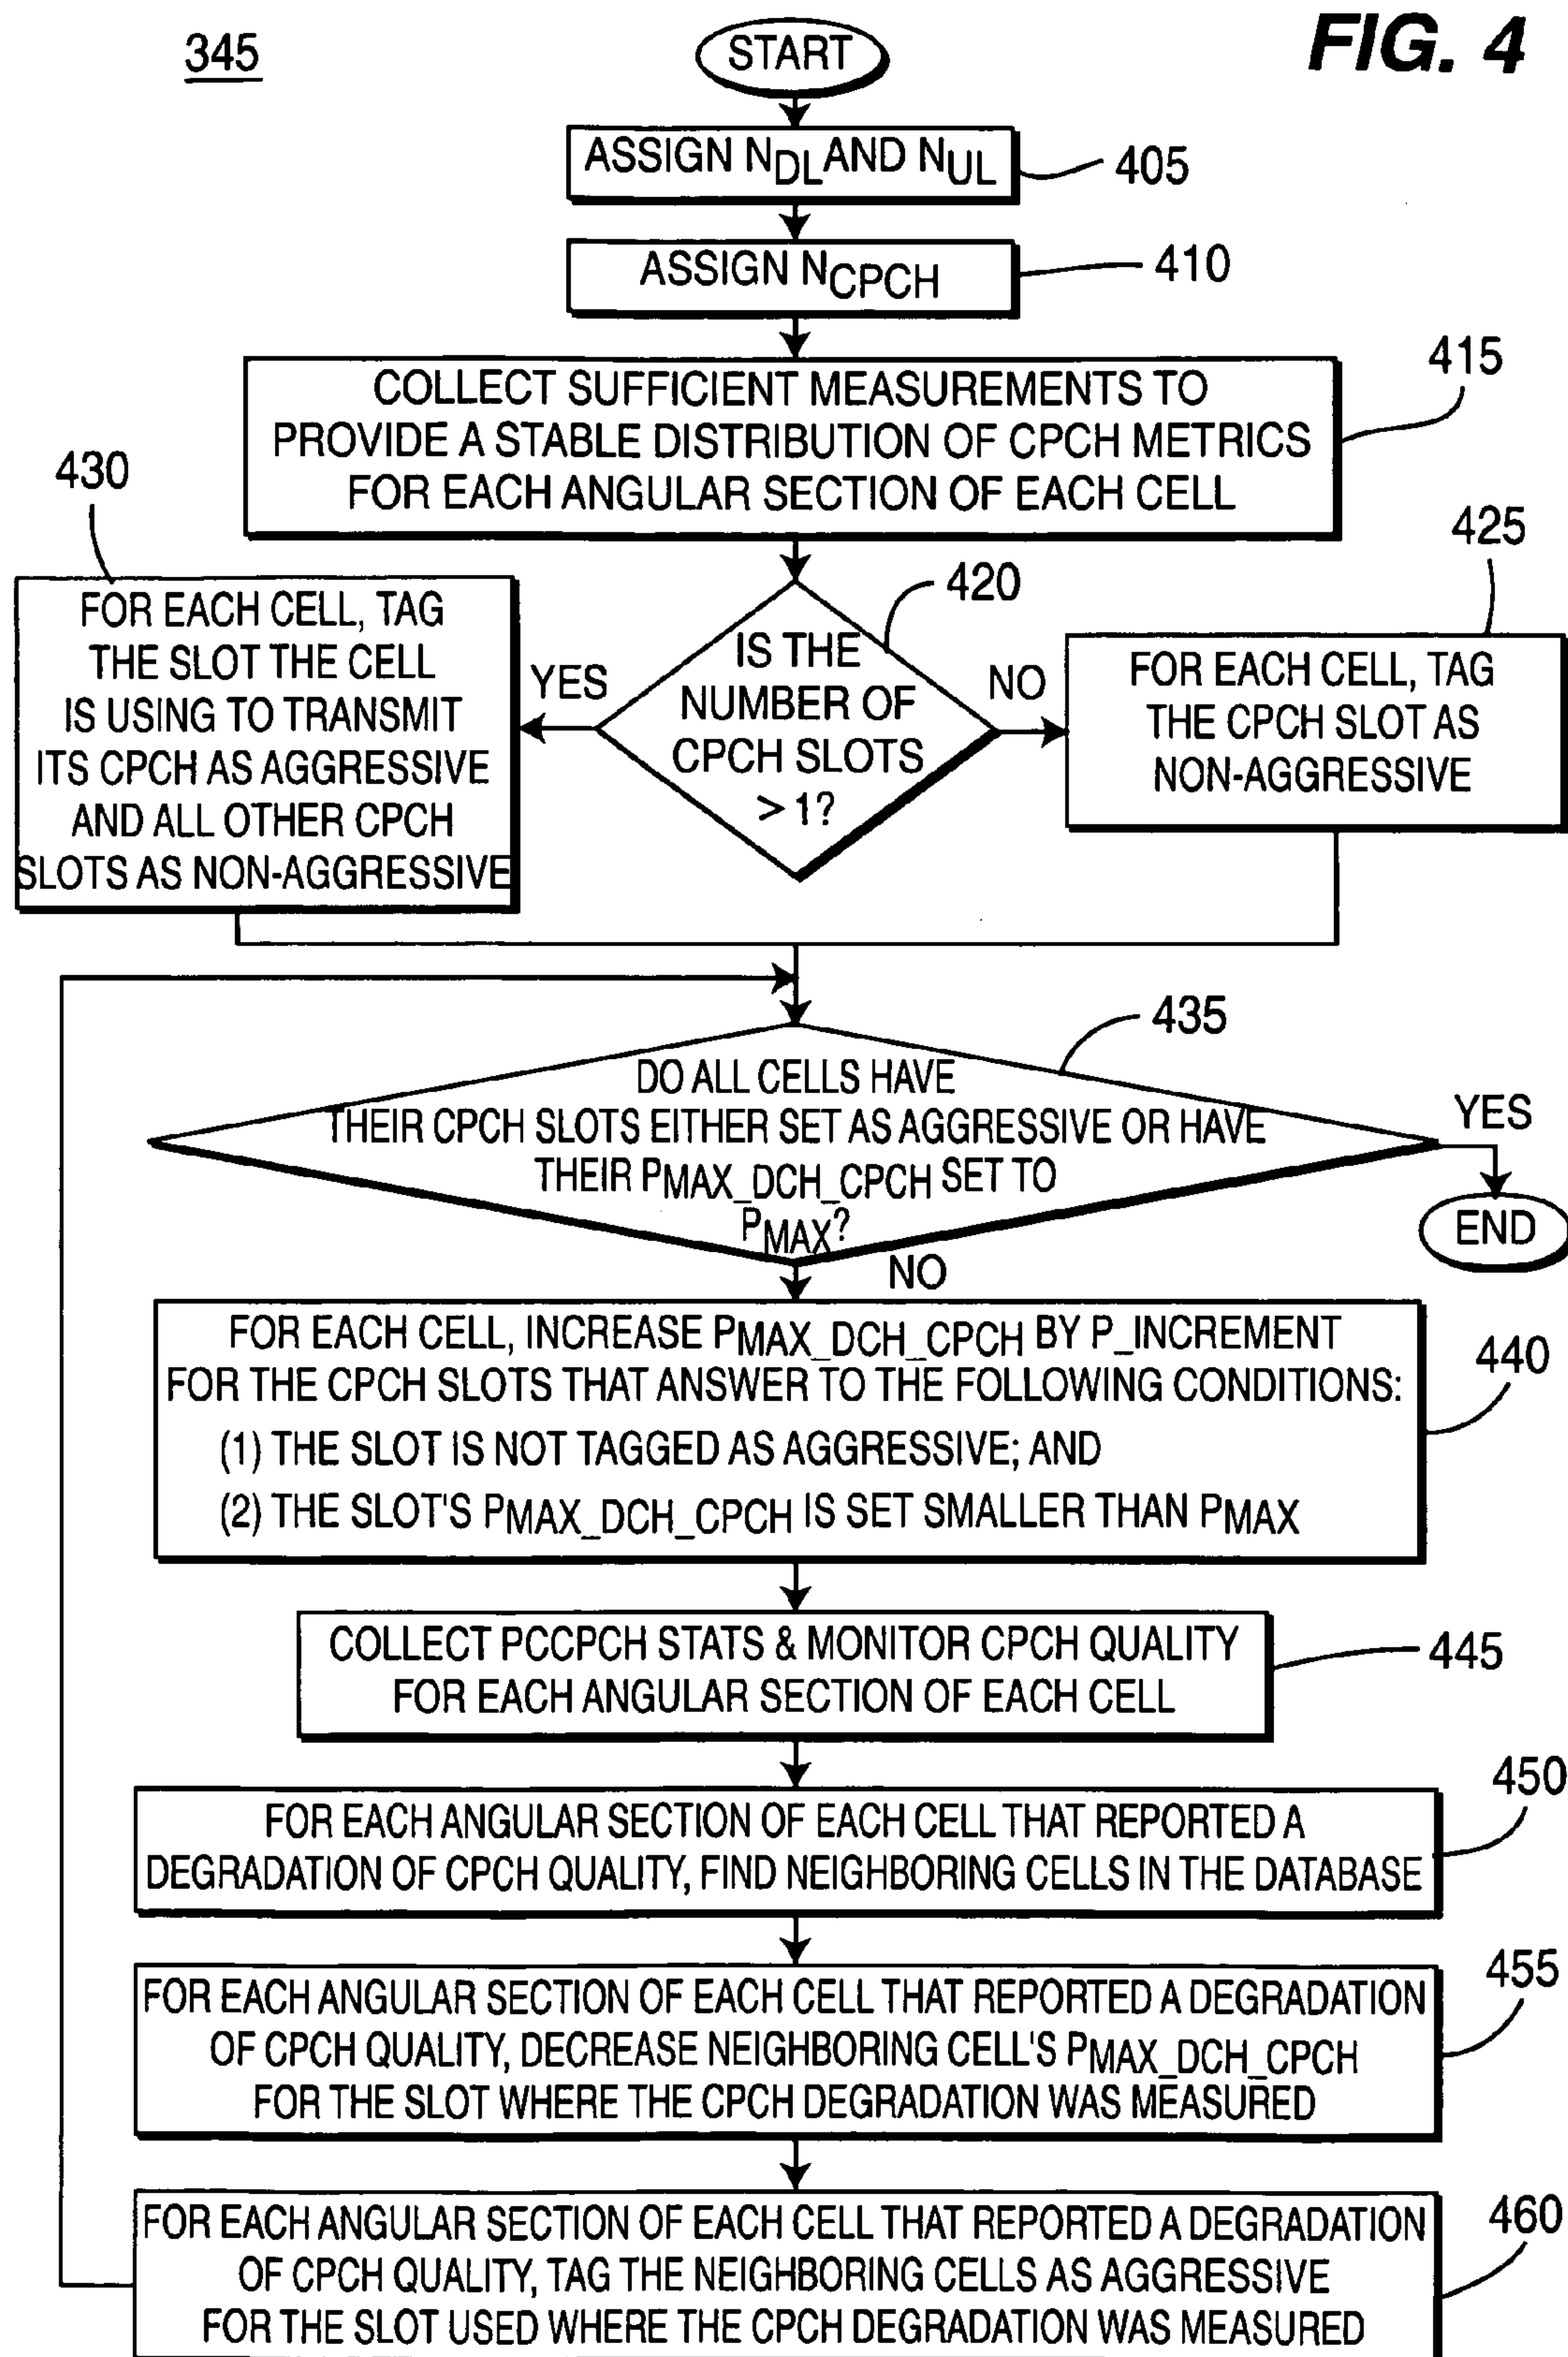 345
START
FIG. 4
ASSIGN NDL AND NUL
405
ASSIGN NCPCH
410
COLLECT SUFFICIENT MEASUREMENTS TO
PROVIDE A STABLE DISTRIBUTION OF CPCH METRICS
FOR EACH ANGULAR SECTION OF EACH CELL
415
430
FOR EACH CELL, TAG
THE SLOT THE CELL
IS USING TO TRANSMIT
ITS CPCH AS AGGRESSIVE
AND ALL OTHER CPCH
SLOTS AS NON-AGGRESSIVE
YES
420
IS THE
NUMBER OF
CPCH SLOTS
> 1?
NO
425
FOR EACH CELL, TAG
THE CPCH SLOT AS
NON-AGGRESSIVE
435
DO ALL CELLS HAVE
THEIR CPCH SLOTS EITHER SET AS AGGRESSIVE OR HAVE
THEIR PMAX_DCH_CPCH SET TO
PMAX?
YES
END
NO
FOR EACH CELL, INCREASE PMAX_DCH_CPCH BY P_INCREMENT
FOR THE CPCH SLOTS THAT ANSWER TO THE FOLLOWING CONDITIONS:
(1) THE SLOT IS NOT TAGGED AS AGGRESSIVE; AND
(2) THE SLOT'S PMAX_DCH_CPCH IS SET SMALLER THAN PMAX
440
COLLECT PCCPCH STATS & MONITOR CPCH QUALITY
FOR EACH ANGULAR SECTION OF EACH CELL
445
FOR EACH ANGULAR SECTION OF EACH CELL THAT REPORTED A
DEGRADATION OF CPCH QUALITY, FIND NEIGHBORING CELLS IN THE DATABASE
450
FOR EACH ANGULAR SECTION OF EACH CELL THAT REPORTED A DEGRADATION
OF CPCH QUALITY, DECREASE NEIGHBORING CELL'S PMAX_DCH_CPCH
FOR THE SLOT WHERE THE CPCH DEGRADATION WAS MEASURED
455
FOR EACH ANGULAR SECTION OF EACH CELL THAT REPORTED A DEGRADATION
OF CPCH QUALITY, TAG THE NEIGHBORING CELLS AS AGGRESSIVE
FOR THE SLOT USED WHERE THE CPCH DEGRADATION WAS MEASURED
460